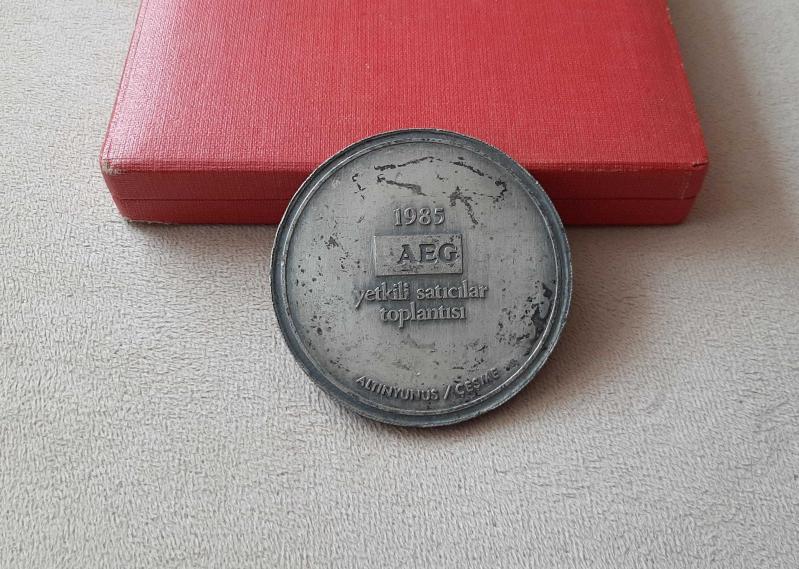 1985
AEG
yetkili satıcılar
toplantısı
ALTINYUNUS / ÇEŞME